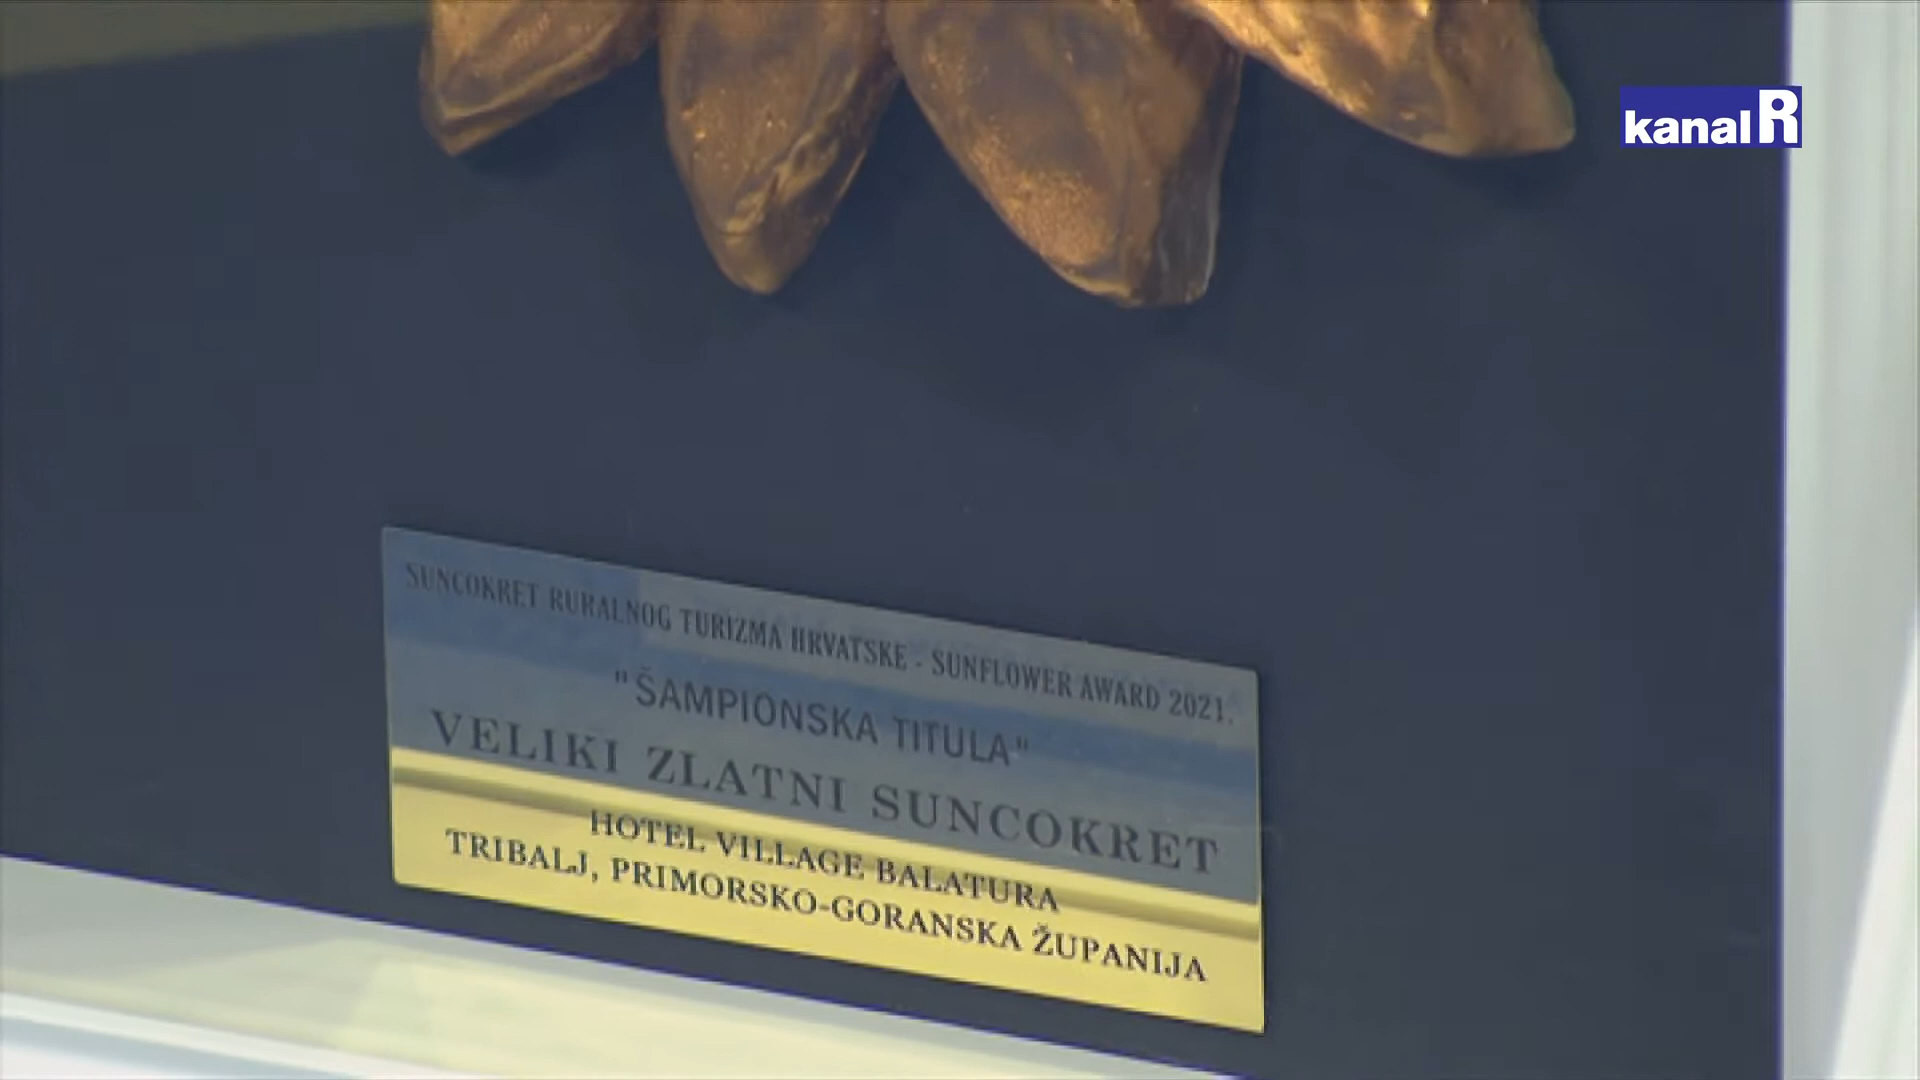 kanalR
SUNCOKRET RURALNOG TURIZMA HRVATSKE - SUNFLOWER AWARD 2021.
"ŠAMPIONSKA TITULA"
VELIKI ZLATNI SUNCOKRET
HOTEL VILLAGE BALATURA
TRIBALJ, PRIMORSKO-GORANSKA ŽUPANIJA